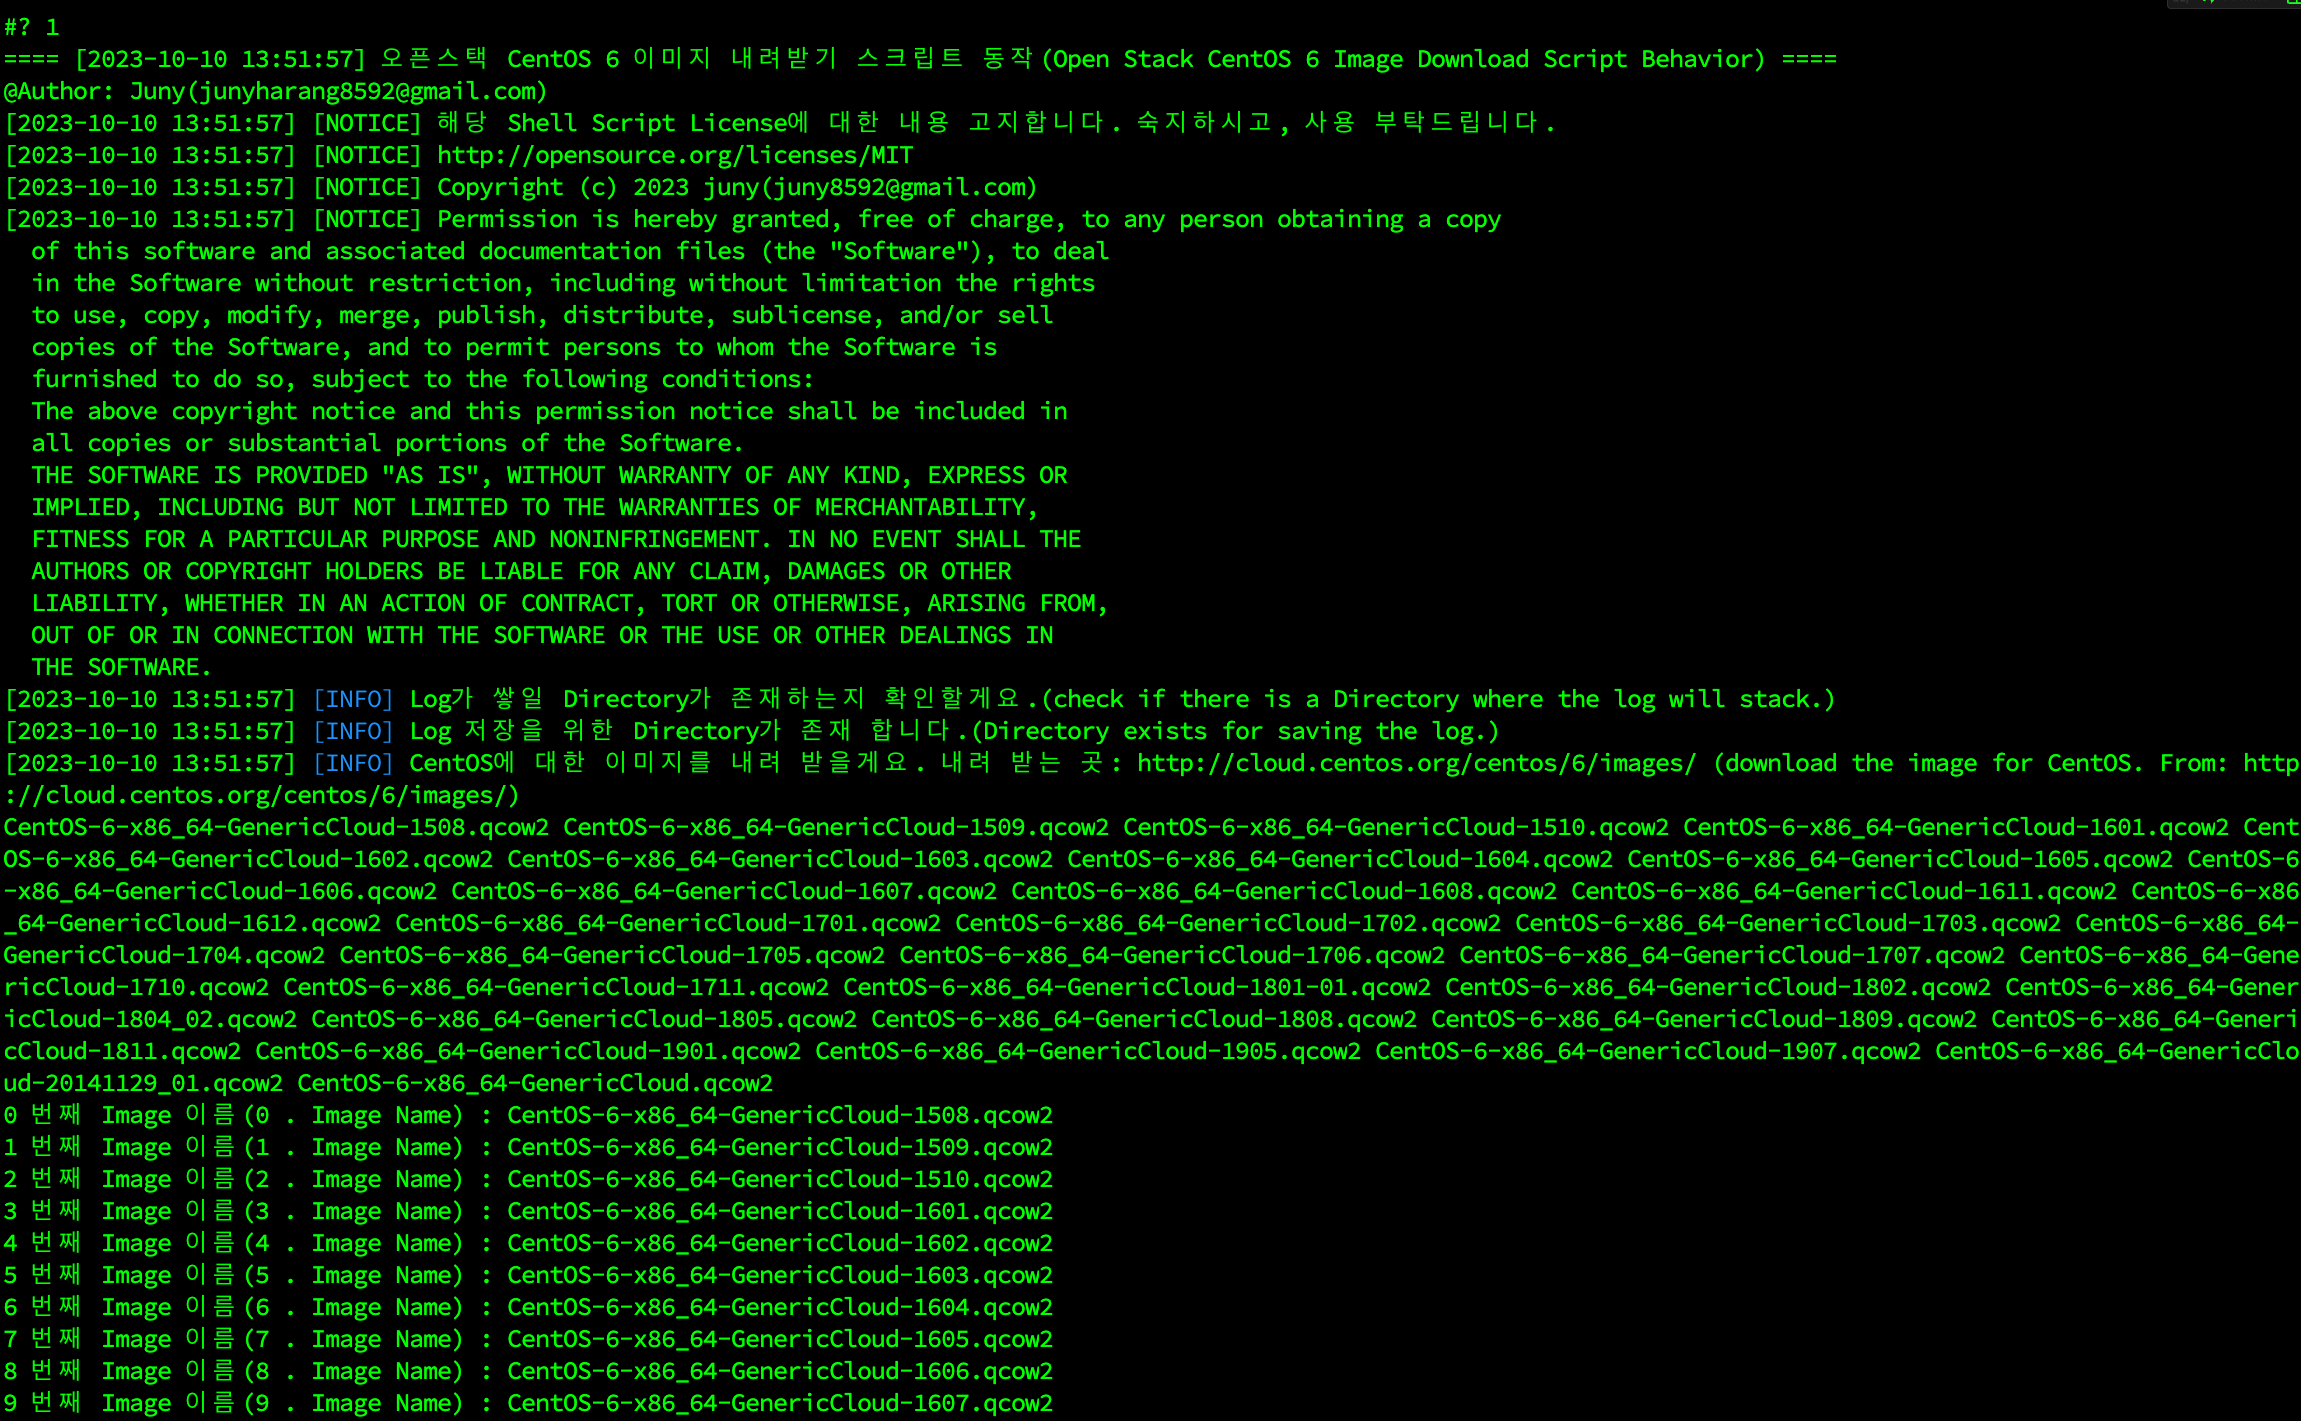 #? 1
==== [2023-10-10 13:51:57] 오픈스택 CentOS 6 이미지 내려받기 스크립트 동작(Open Stack CentOS 6 Image Download Script Behavior) ====
@Author: Juny(junyharang8592@gmail.com)
[2023-10-10 13:51:57] [NOTICE] 해당 Shell Script License에 대한 내용 고지합니다. 숙지하시고, 사용 부탁드립니다.
[2023-10-10 13:51:57] [NOTICE] http://opensource.org/licenses/MIT
[2023-10-10 13:51:57] [NOTICE] Copyright (c) 2023 juny(juny8592@gmail.com)
[2023-10-10 13:51:57] [NOTICE] Permission is hereby granted, free of charge, to any person obtaining a copy
of this software and associated documentation files (the "Software"), to deal
in the Software without restriction, including without limitation the rights
to use, copy, modify, merge, publish, distribute, sublicense, and/or sell
copies of the Software, and to permit persons to whom the Software is
furnished to do so, subject to the following conditions:
The above copyright notice and this permission notice shall be included in
all copies or substantial portions of the Software.
THE SOFTWARE IS PROVIDED "AS IS", WITHOUT WARRANTY OF ANY KIND, EXPRESS OR
IMPLIED, INCLUDING BUT NOT LIMITED TO THE WARRANTIES OF MERCHANTABILITY,
FITNESS FOR A PARTICULAR PURPOSE AND NONINFRINGEMENT. IN NO EVENT SHALL THE
AUTHORS OR COPYRIGHT HOLDERS BE LIABLE FOR ANY CLAIM, DAMAGES OR OTHER
LIABILITY, WHETHER IN AN ACTION OF CONTRACT, TORT OR OTHERWISE, ARISING FROM,
OUT OF OR IN CONNECTION WITH THE SOFTWARE OR THE USE OR OTHER DEALINGS IN
THE SOFTWARE.
[2023-10-10 13:51:57] [INFO] Log가 쌓일 Directory가 존재하는지 확인할게요.(check if there is a Directory where the log will stack.)
[2023-10-10 13:51:57] [INFO] Log 저장을 위한 Directory가 존재 합니다.(Directory exists for saving the log.)
[2023-10-10 13:51:57] [INFO] CentOS에 대한 이미지를 내려 받을게요. 내려 받는 곳: http://cloud.centos.org/centos/6/images/ (download the image for CentOS. From: http
://cloud.centos.org/centos/6/images/)
CentOS-6-x86_64-GenericCloud-1508.qcow2 CentOS-6-x86_64-GenericCloud-1509.qcow2 CentOS-6-x86_64-GenericCloud-1510.qcow2 CentOS-6-x86_64-GenericCloud-1601.qcow2 Cent
OS-6-x86_64-GenericCloud-1602.qcow2 CentOS-6-x86_64-GenericCloud-1603.qcow2 CentOS-6-x86_64-GenericCloud-1604.qcow2 CentOS-6-x86_64-GenericCloud-1605.qcow2 CentOS-6
-x86_64-GenericCloud-1606.qcow2 CentOS-6-x86_64-GenericCloud-1607.qcow2 CentOS-6-x86_64-GenericCloud-1608.qcow2 CentOS-6-x86_64-GenericCloud-1611.qcow2 CentOS-6-x86
_64-GenericCloud-1612.qcow2 CentOS-6-x86_64-GenericCloud-1701.qcow2 CentOS-6-x86_64-GenericCloud-1702.qcow2 CentOS-6-x86_64-GenericCloud-1703.qcow2 CentOS-6-x86_64-
GenericCloud-1704.qcow2 CentOS-6-x86_64-GenericCloud-1705.qcow2 CentOS-6-x86_64-GenericCloud-1706.qcow2 CentOS-6-x86_64-GenericCloud-1707.qcow2 CentOS-6-x86_64-Gene
ricCloud-1710.qcow2 CentOS-6-x86_64-GenericCloud-1711.qcow2 CentOS-6-x86_64-GenericCloud-1801-01.qcow2 CentOS-6-x86_64-GenericCloud-1802.qcow2 CentOS-6-x86_64-Gener
icCloud-1804_02.qcow2 CentOS-6-x86_64-GenericCloud-1805.qcow2 CentOS-6-x86_64-GenericCloud-1808.qcow2 CentOS-6-x86_64-GenericCloud-1809.qcow2 CentOS-6-x86_64-Generi
cCloud-1811.qcow2 CentOS-6-x86_64-GenericCloud-1901.qcow2 CentOS-6-x86_64-GenericCloud-1905.qcow2 CentOS-6-x86_64-GenericCloud-1907.qcow2 CentOS-6-x86_64-GenericClo
ud-20141129_01.qcow2 CentOS-6-x86_64-GenericCloud.qcow2
0 번째 Image 이름(0 . Image Name) : CentOS-6-x86_64-GenericCloud-1508.qcow2
1 번째 Image 이름(1 . Image Name) : CentOS-6-x86_64-GenericCloud-1509.qcow2
2 번째 Image 이름(2 . Image Name) : CentOS-6-x86_64-GenericCloud-1510.qcow2
3 번째 Image 이름(3 . Image Name) : CentOS-6-x86_64-GenericCloud-1601.qcow2
4 번째 Image 이름(4 . Image Name) : CentOS-6-x86_64-GenericCloud-1602.qcow2
5 번째 Image 이름(5 . Image Name) : CentOS-6-x86_64-GenericCloud-1603.qcow2
6 번째 Image 이름(6 . Image Name) : CentOS-6-x86_64-GenericCloud-1604.qcow2
7 번째 Image 이름(7 . Image Name) : CentOS-6-x86_64-GenericCloud-1605.qcow2
8 번째 Image 이름(8 . Image Name) : CentOS-6-x86_64-GenericCloud-1606.qcow2
9 번째 Image 이름(9 . Image Name) : CentOS-6-x86_64-GenericCloud-1607.qcow2